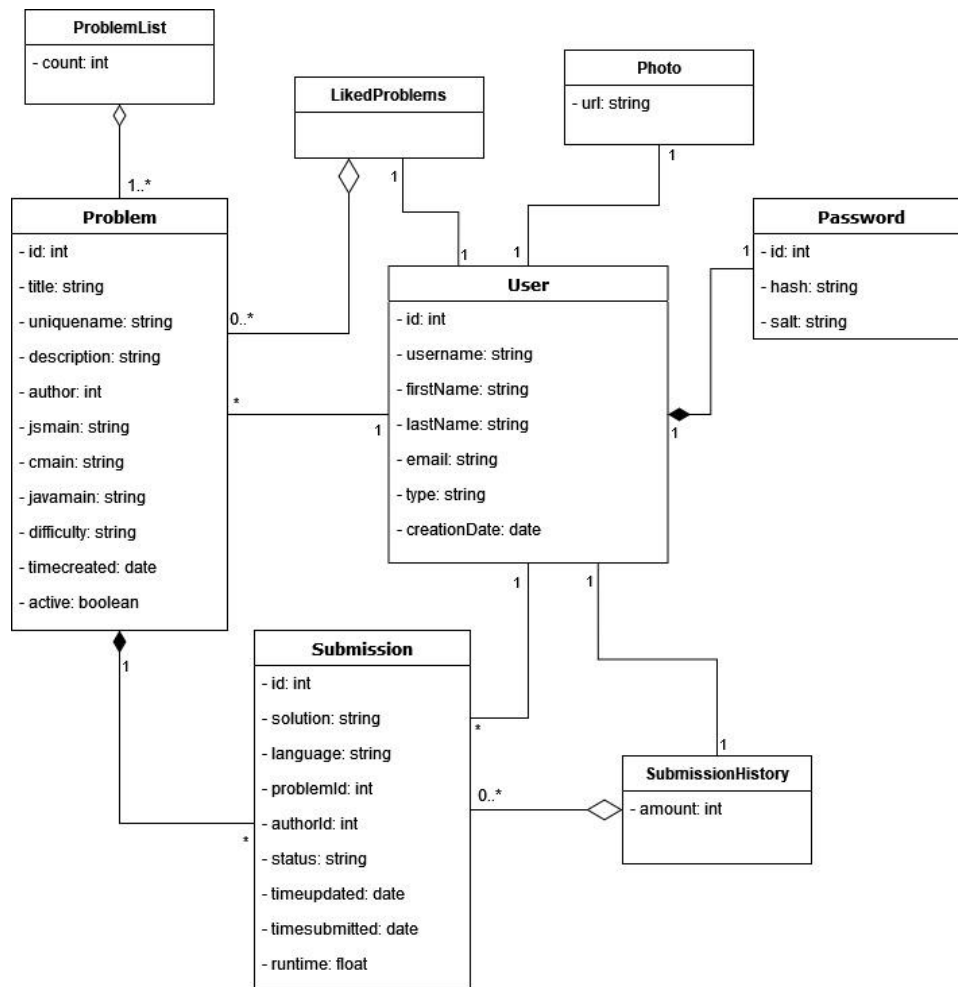 ProblemList
- count: int
1..*
LikedProblems
1
1
Photo
- url: string
1
1
Problem
- id: int
- title: string
- uniquename: string
- description: string
- author: int
- jsmain: string
- cmain: string
- javamain: string
- difficulty: string
- timecreated: date
- active: boolean
0..*
*
1
1
User
- id: int
- username: string
- firstName: string
- lastName: string
- email: string
- type: string
- creationDate: date
1
1
1
Password
- id: int
- hash: string
- salt: string
1
Submission
- id: int
- solution: string
- language: string
- problemId: int
- authorId: int
- status: string
- timeupdated: date
- timesubmitted: date
- runtime: float
*
*
0..*
1
SubmissionHistory
- amount: int